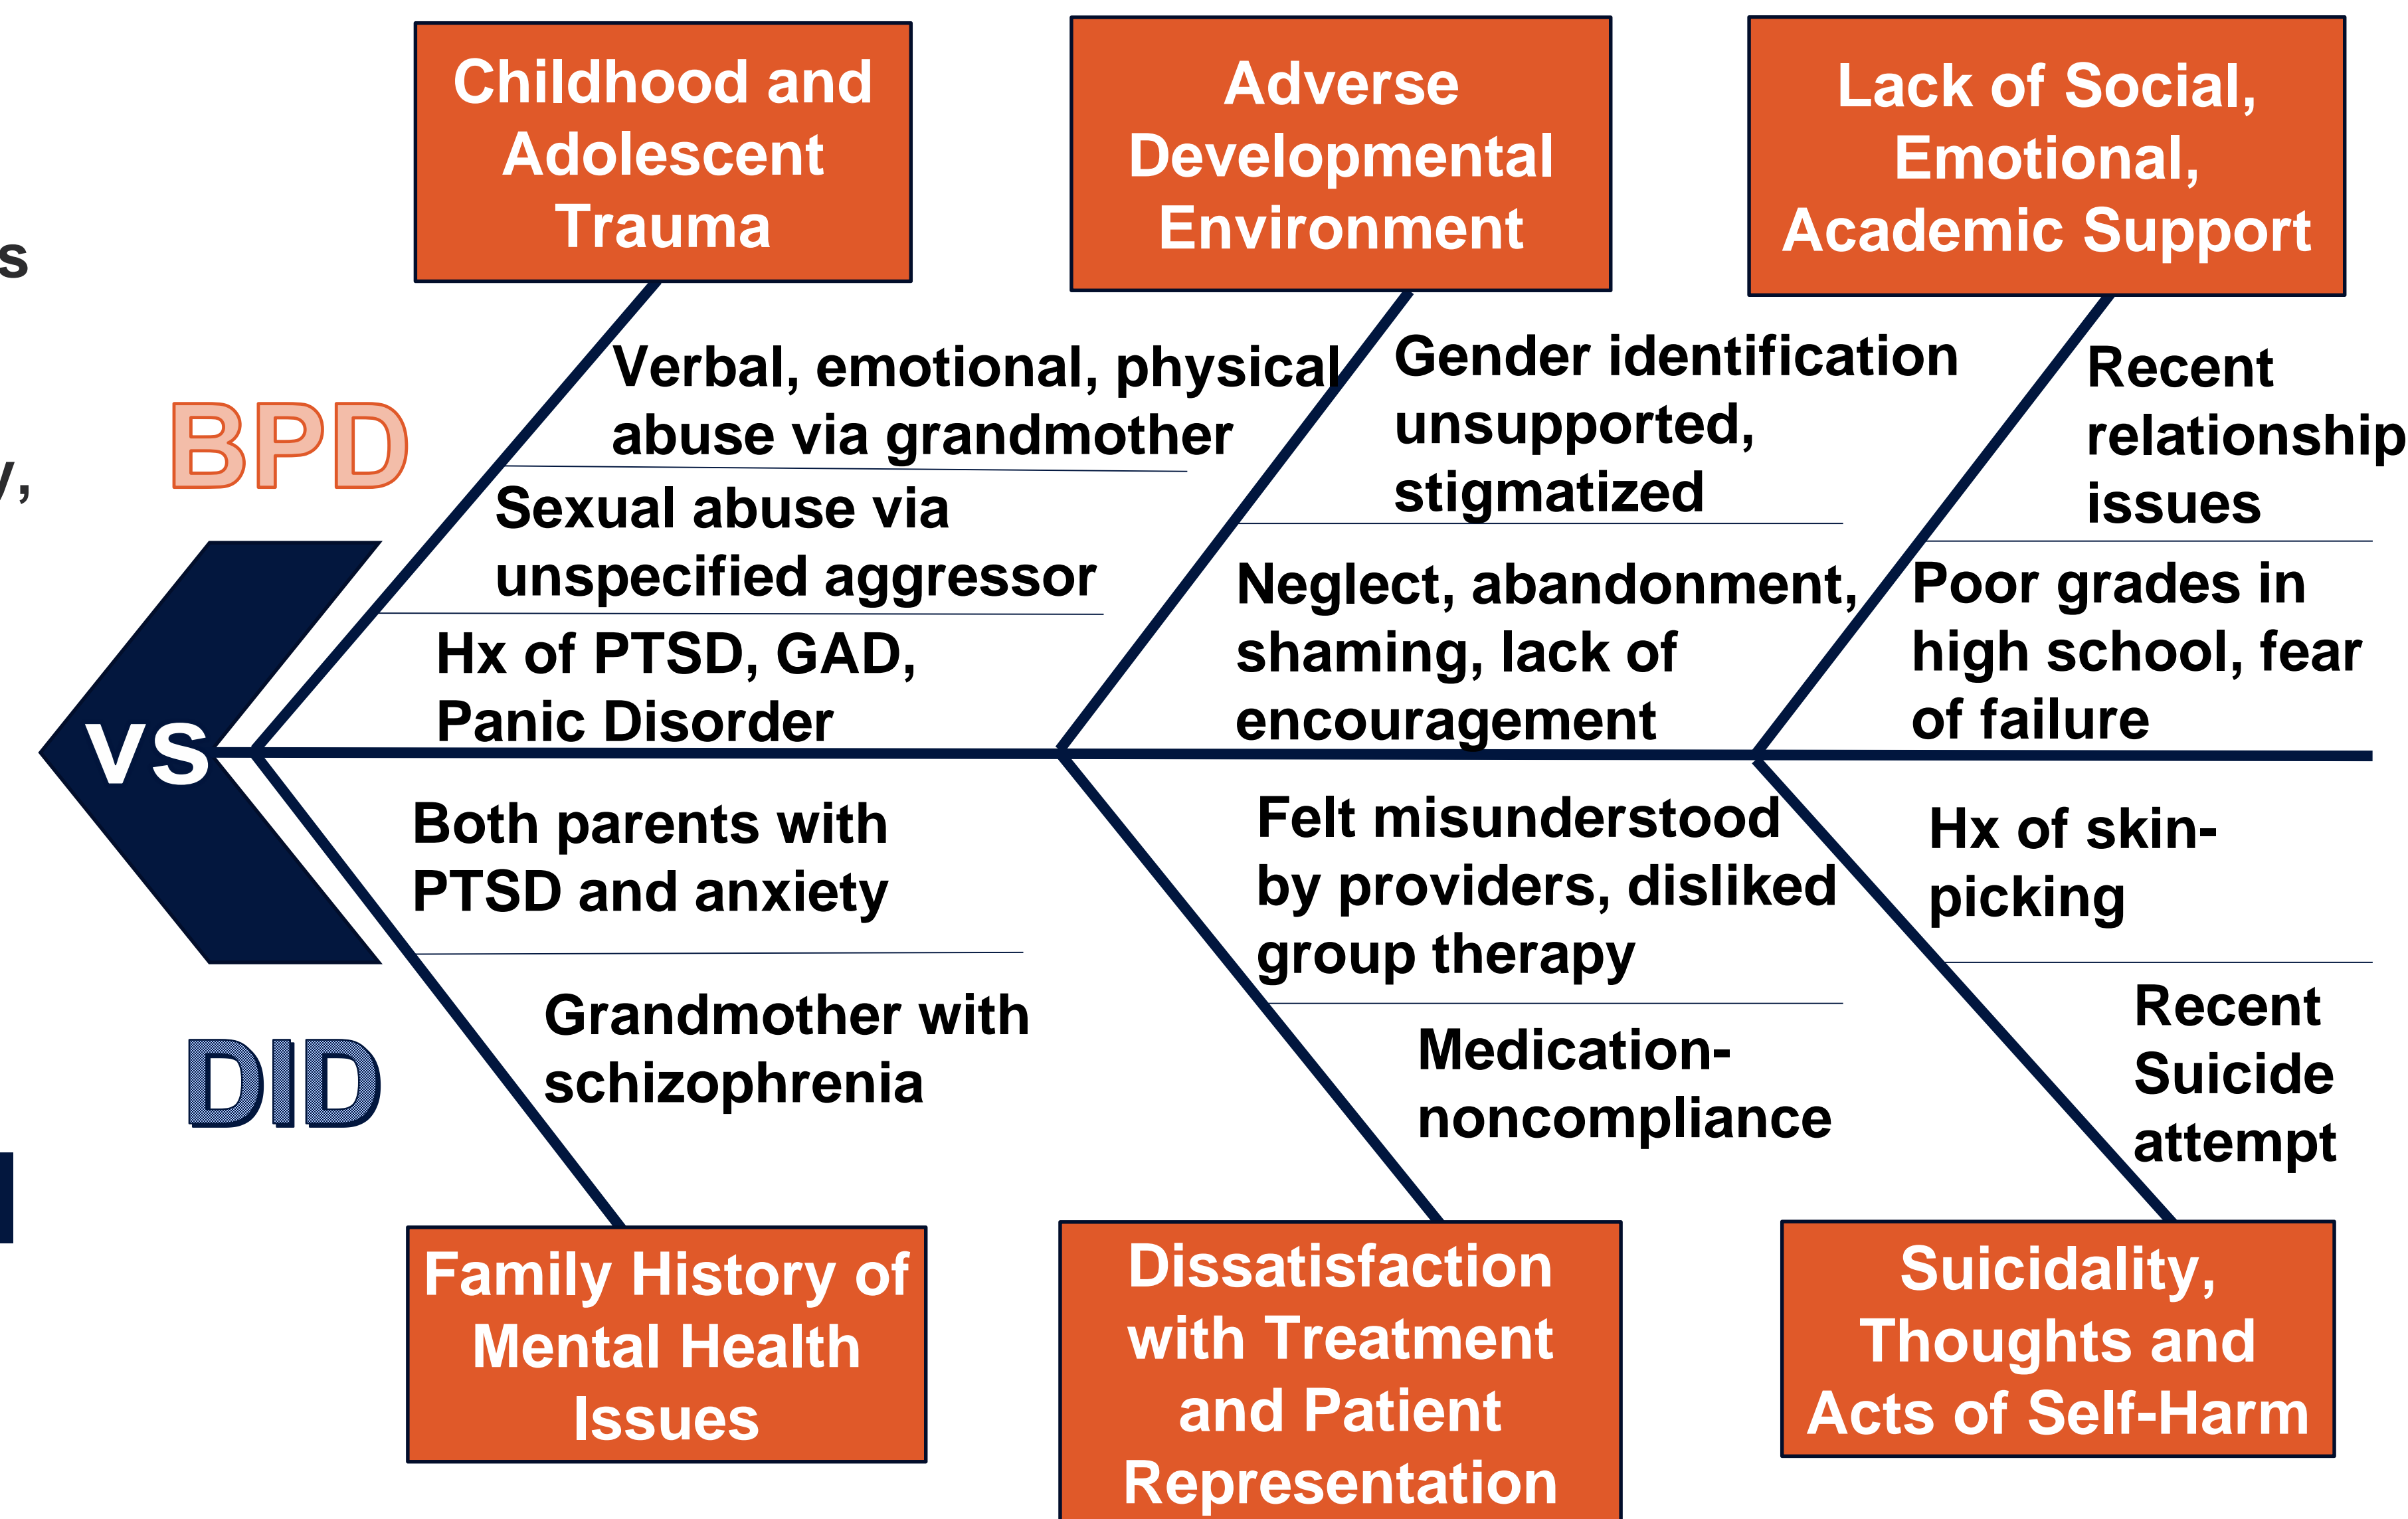 Childhood and
Adolescent
Trauma
Adverse
Developmental
Environment
Lack of Social,
Emotional,
Academic Support
Verbal, emotional, physical
abuse via grandmother
Sexual abuse via
unspecified aggressor
Hx of PTSD, GAD,
Panic Disorder
Gender identification
unsupported,
stigmatized
Neglect, abandonment,
shaming, lack of
encouragement
Recent
relationship
issues
Poor grades in
high school, fear
of failure
BPD
vs
DID
Both parents with
PTSD and anxiety
Grandmother with
schizophrenia
Felt misunderstood
by providers, disliked
group therapy
Medication-
noncompliance
Hx of skin-
picking
Recent
Suicide
attempt
Family History of
Mental Health
Issues
Dissatisfaction
with Treatment
and Patient
Representation
Suicidality,
Thoughts and
Acts of Self-Harm